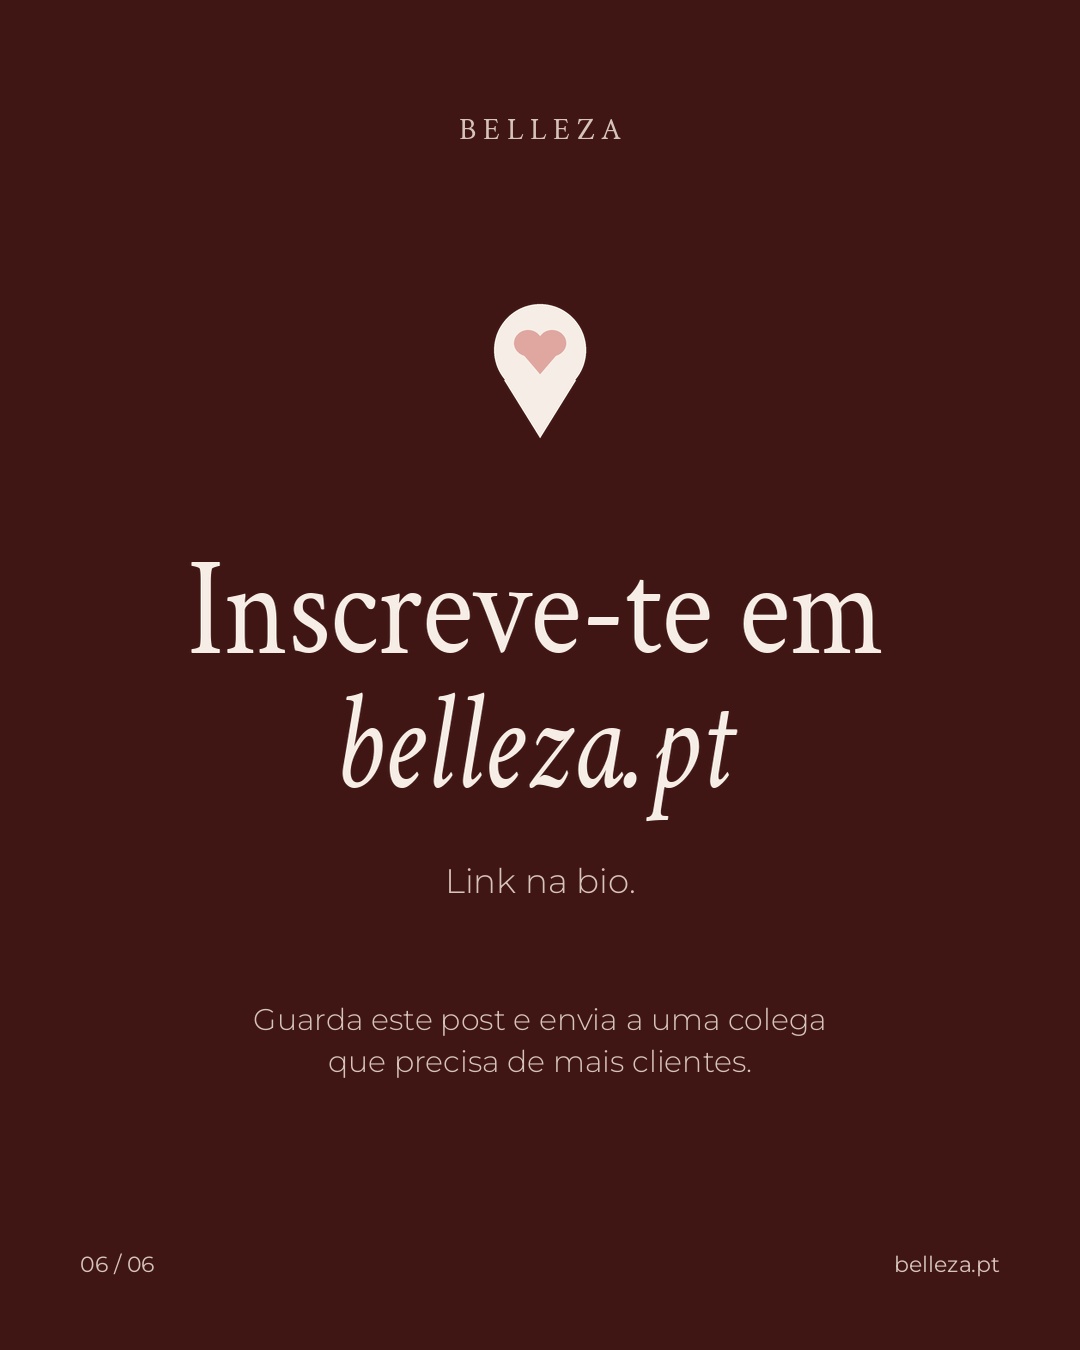 BELLEZA
Inscreve-te em
belleza.pt
Link na bio.
Guarda este post e envia a uma colega
que precisa de mais clientes.
06 / 06
belleza.pt